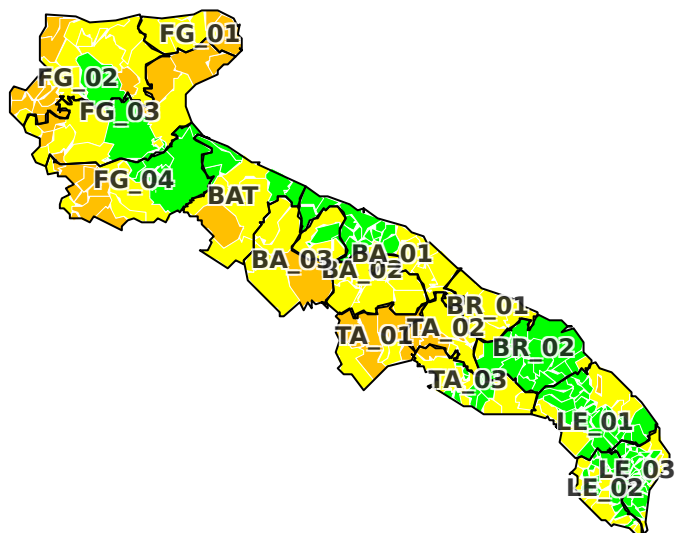 FG_01
FG_02
FG_03
FG_04
BAT
BA_01
BA_03
BA_02
BR_01
TA_02
TA_01
BR_02
TA_03
LE_01
LE_03
LE_02